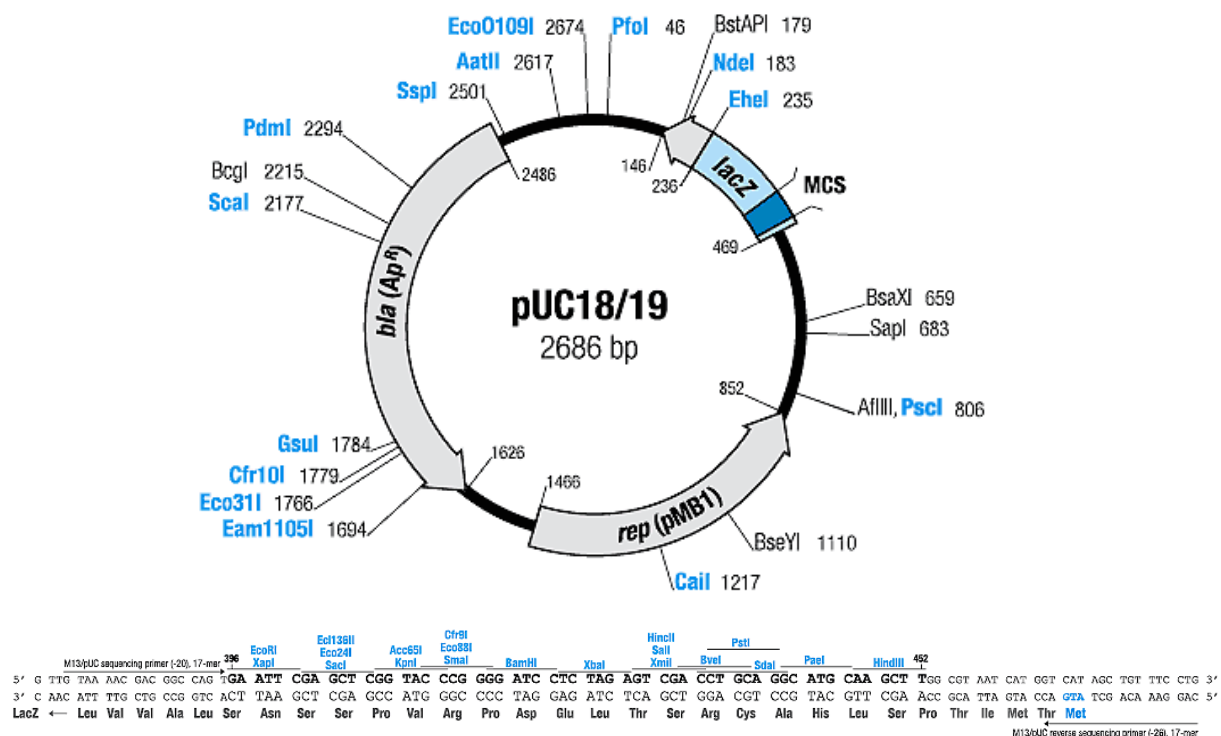 EcoO109I 2674
PfoI 46
BstAPI 179
AatII 2617
NdeI 183
SspI 2501
EheI 235
PdmI 2294
BcgI 2215
ScaI 2177
2486
146
236
lacZ
MCS
469
bla (ApR)
pUC18/19
2686 bp
BsaXI 659
SapI 683
852
AflIII, PscI 806
GsuI 1784
Cfr10I 1779
Eco31I 1766
Eam1105I 1694
1626
1466
rep (pMB1)
BseYI 1110
CaiI 1217
EcoRI
XapI
Ecl136II
Eco24I
SacI
Acc65I
KpnI
Cfr9I
Eco88I
SmaI
BamHI
XbaI
HincII
SalI
XmiI
PstI
BveI
SdaI
PaeI
HindIII
M13/pUC sequencing primer (-20), 17-mer
396
452
5' G TTG TAA AAC GAC GGC CAG TGA ATT CGA GCT CGG TAC CCG GGG ATC CTC TAG AGT CGA CCT GCA GGC ATG CAA GCT TGG CGT AAT CAT GGT CAT AGC TGT TTC CTG 3'
3' C AAC ATT TTG CTG CCG GTC ACT TAA GCT CGA GCC ATG GGC CCC TAG GAG ATC TCA GCT GGA CGT CCG TAC GTT CGA ACC GCA TTA GTA CCA GTA TCG ACA AAG GAC 5'
LacZ ← Leu Val Val Ala Leu Ser Asn Ser Ser Pro Val Arg Pro Asp Glu Leu Thr Ser Arg Cys Ala His Leu Ser Pro Thr Ile Met Thr Met
M13/pUC reverse sequencing primer (-26), 17-mer